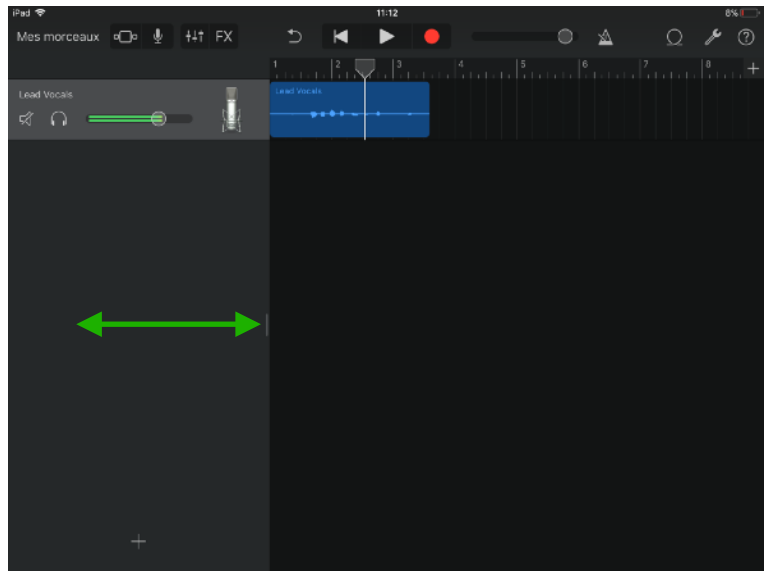 iPad 11:12 8%
Mes morceaux FX
1 2 3 4 5 6 7 8
Lead Vocals
Lead Vocals